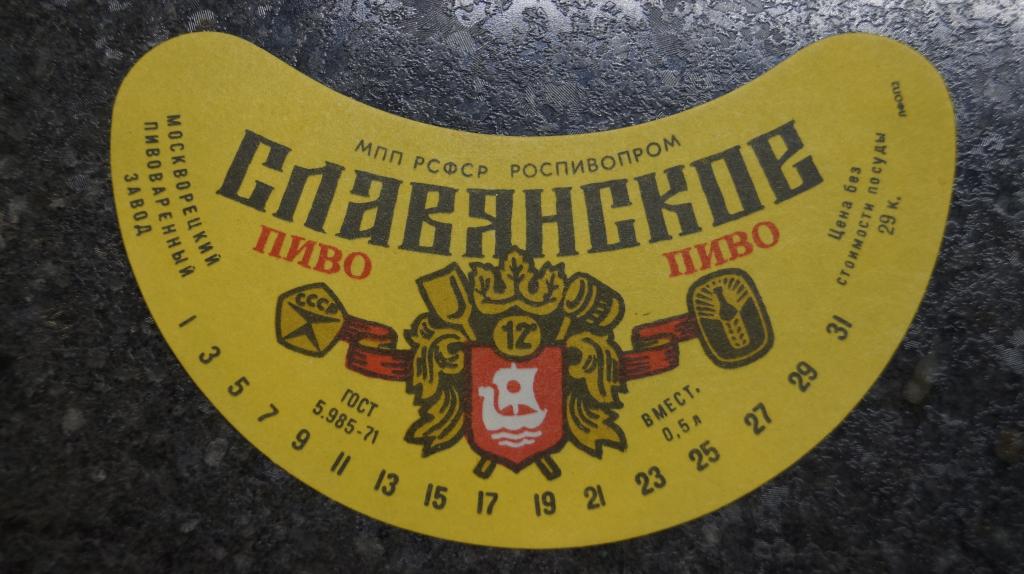 МПП РСФСР РОСПИВОПРОМ
СЛАВЯНСКОЕ
ПИВО ПИВО
МОСКВОРЕЦКИЙ
ПИВОВАРЕННЫЙ
ЗАВОД
Цена без
стоимости посуды
29 к.
СССР
12°
ГОСТ
5.985-71
ВМЕСТ.
0,5 л
1 3 5 7 9 11 13 15 17 19 21 23 25 27 29 31